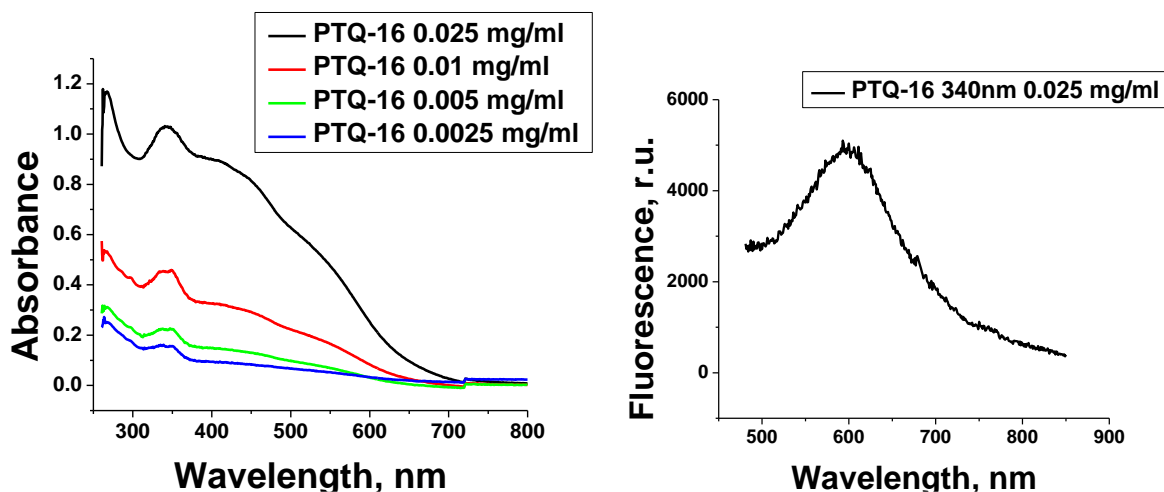 PTQ-16 0.025 mg/ml
PTQ-16 0.01 mg/ml
PTQ-16 0.005 mg/ml
PTQ-16 0.0025 mg/ml
1.2
1.0
0.8
0.6
0.4
0.2
0.0
Absorbance
300 400 500 600 700 800
Wavelength, nm
PTQ-16 340nm 0.025 mg/ml
6000
4000
2000
0
Fluorescence, r.u.
500 600 700 800 900
Wavelength, nm